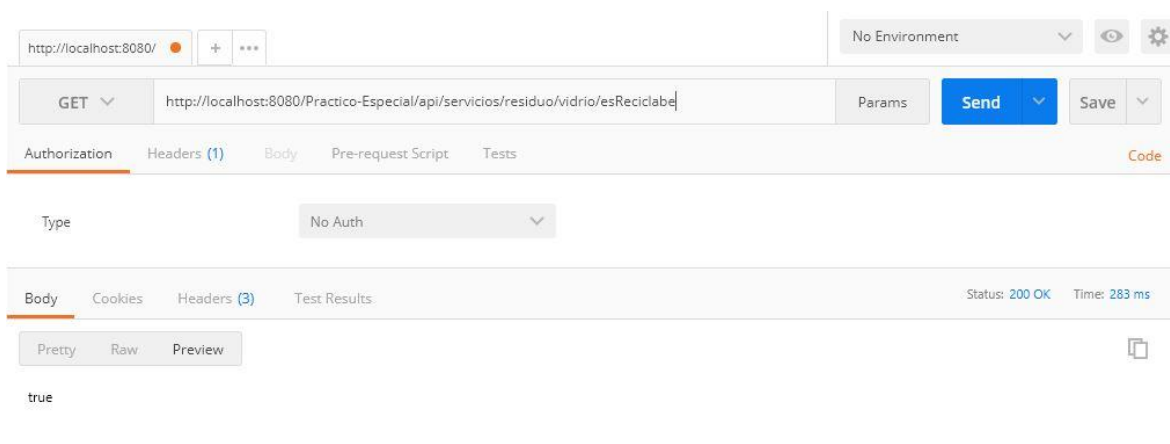 http://localhost:8080/ + ••• No Environment
GET http://localhost:8080/Practico-Especial/api/servicios/residuo/vidrio/esReciclabe Params Send Save
Authorization Headers (1) Body Pre-request Script Tests Code
Type No Auth
Body Cookies Headers (3) Test Results Status: 200 OK Time: 283 ms
Pretty Raw Preview
true